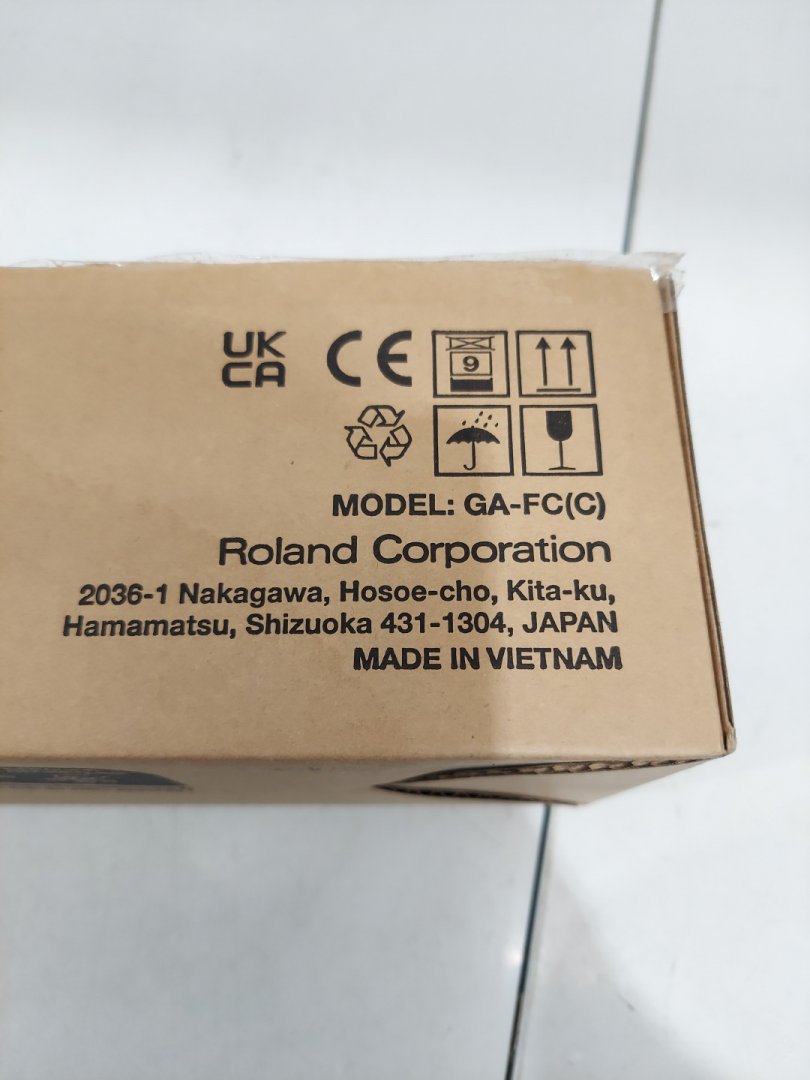 UK
CA
CE
9
MODEL: GA-FC(C)
Roland Corporation
2036-1 Nakagawa, Hosoe-cho, Kita-ku,
Hamamatsu, Shizuoka 431-1304, JAPAN
MADE IN VIETNAM